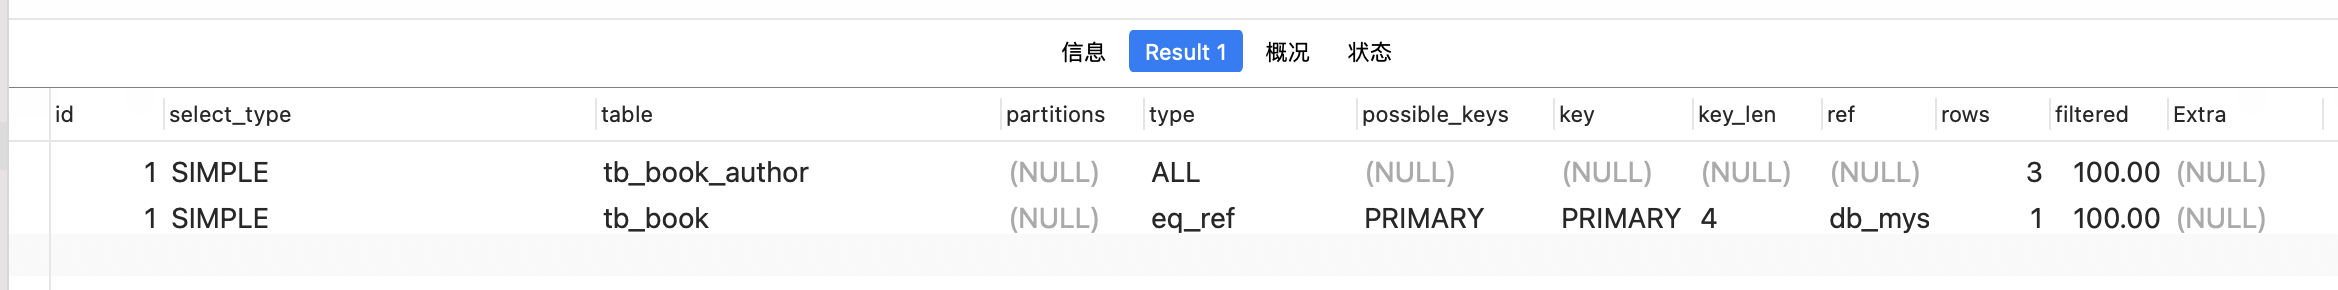 信息 Result 1 概况 状态
id select_type table partitions type possible_keys key key_len ref rows filtered Extra
1 SIMPLE tb_book_author (NULL) ALL (NULL) (NULL) (NULL) (NULL) 3 100.00 (NULL)
1 SIMPLE tb_book (NULL) eq_ref PRIMARY PRIMARY 4 db_mys 1 100.00 (NULL)